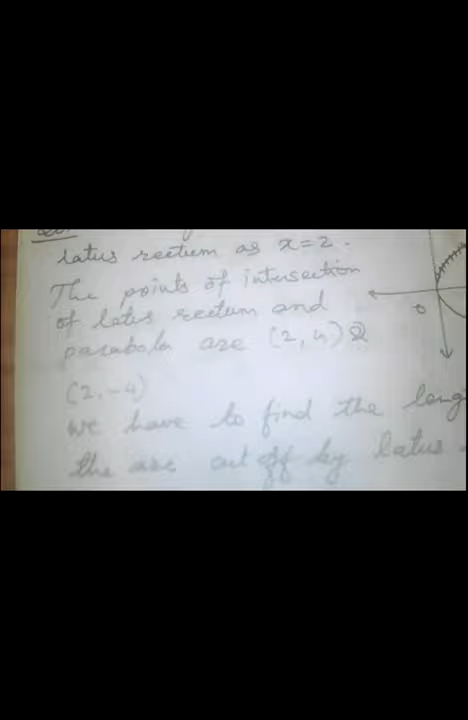 latus rectum as x=2.
The points of intersection
of latus rectum and
parabola are (2, 4) &
(2, -4)
we have to find the leng
the arc cut off by latus
O